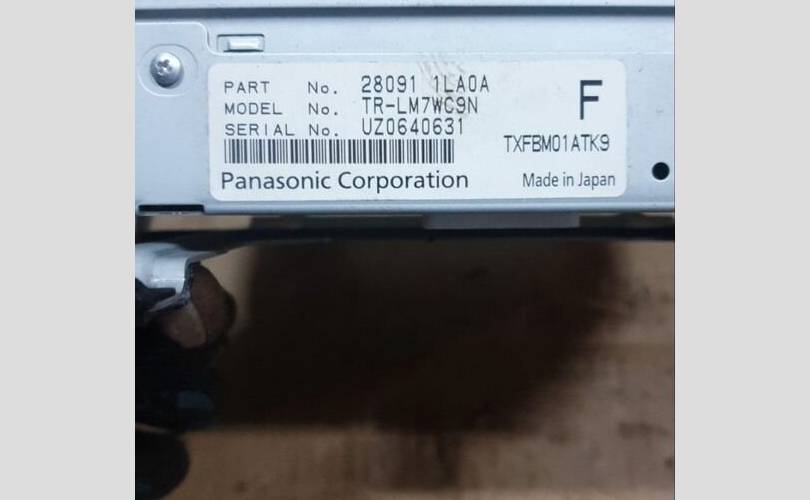 PART No. 28091 1LA0A
MODEL No. TR-LM7WC9N
SERIAL No. UZ0640631
F
TXFBM01ATK9
Panasonic Corporation
Made in Japan